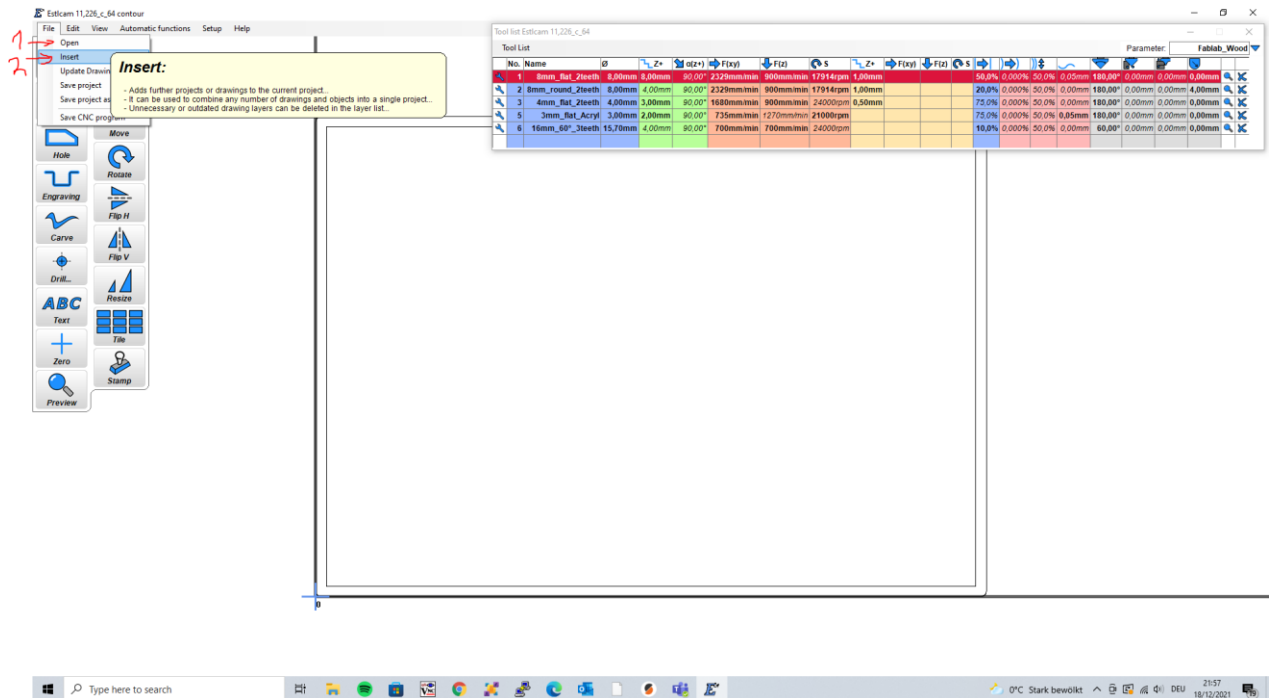 Estlcam 11,226_c_64 contour
File Edit View Automatic functions Setup Help
1 Open
2 Insert
Update Drawin
Save project
Save project as
Save CNC program
Insert:
- Adds further projects or drawings to the current project...
- It can be used to combine any number of drawings and objects into a single project...
- Unnecessary or outdated drawing layers can be deleted in the layer list...
Hole
Engraving
Carve
Drill...
ABC
Text
Zero
Preview
Move
Rotate
Flip H
Flip V
Resize
Tile
Stamp
Tool list Estlcam 11,226_c_64
Tool List Parameter: Fablab_Wood
No. Name Ø Z+ α(z+) F(xy) F(z) S Z+ F(xy) F(z) S
1 8mm_flat_2teeth 8,00mm 8,00mm 90,00° 2329mm/min 900mm/min 17914rpm 1,00mm 50,0% 0,000% 50,0% 0,05mm 180,00° 0,00mm 0,00mm 0,00mm
2 8mm_round_2teeth 8,00mm 4,00mm 90,00° 2329mm/min 900mm/min 17914rpm 1,00mm 20,0% 0,000% 50,0% 0,00mm 180,00° 0,00mm 0,00mm 4,00mm
3 4mm_flat_2teeth 4,00mm 3,00mm 90,00° 1680mm/min 900mm/min 24000rpm 0,50mm 75,0% 0,000% 50,0% 0,00mm 180,00° 0,00mm 0,00mm 0,00mm
5 3mm_flat_Acryl 3,00mm 2,00mm 90,00° 735mm/min 1270mm/min 21000rpm 75,0% 0,000% 50,0% 0,05mm 180,00° 0,00mm 0,00mm 0,00mm
6 16mm_60°_3teeth 15,70mm 4,00mm 90,00° 700mm/min 700mm/min 24000rpm 10,0% 0,000% 50,0% 0,00mm 60,00° 0,00mm 0,00mm 0,00mm
0
Type here to search
0°C Stark bewölkt DEU
21:57
18/12/2021